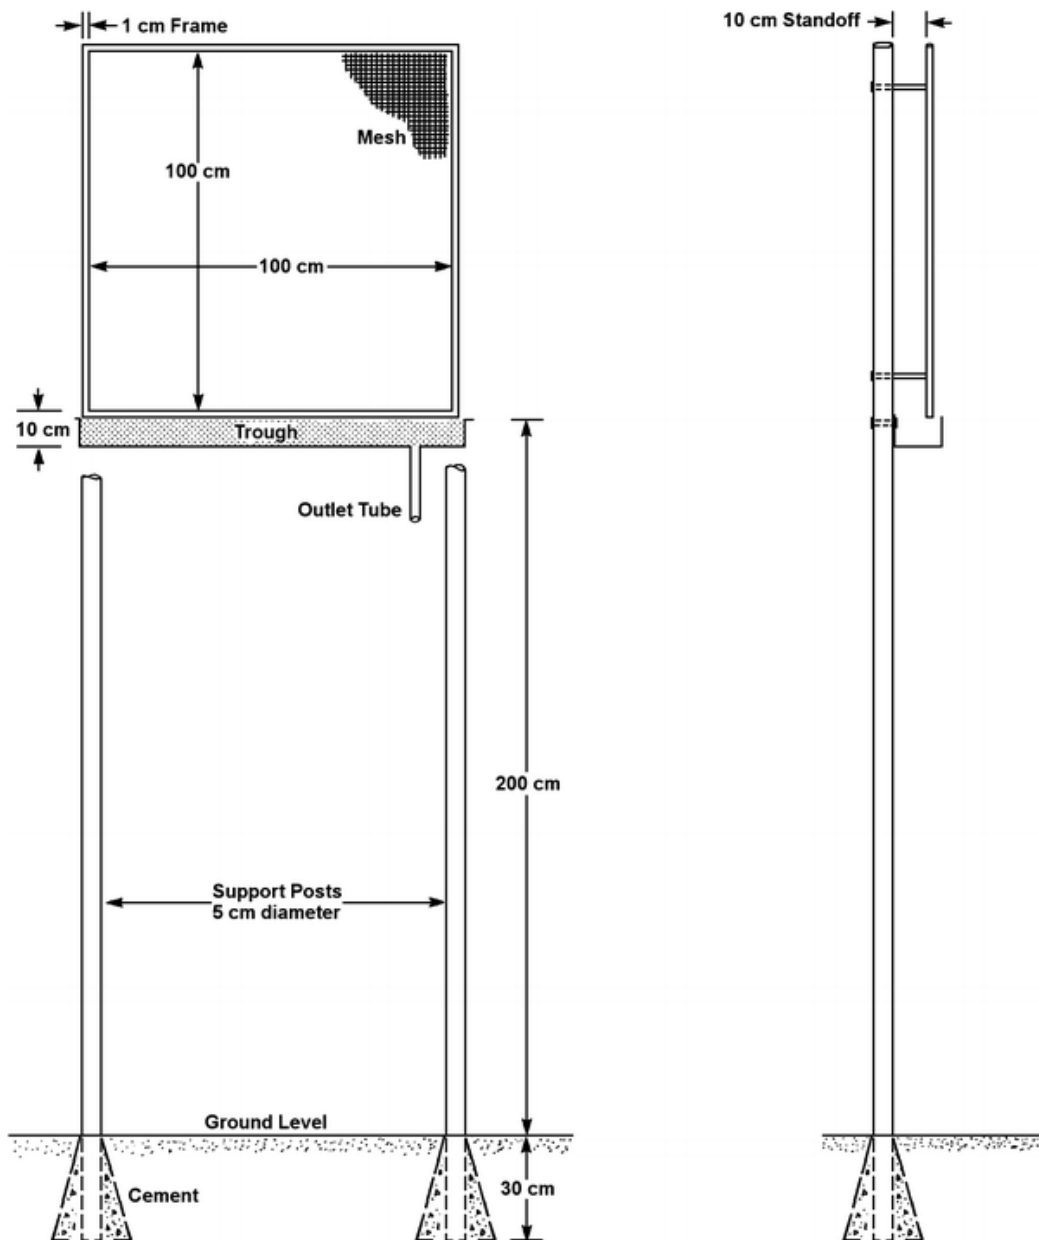 1 cm Frame
10 cm Standoff
Mesh
100 cm
100 cm
10 cm
Trough
Outlet Tube
200 cm
Support Posts
5 cm diameter
Ground Level
Cement
30 cm